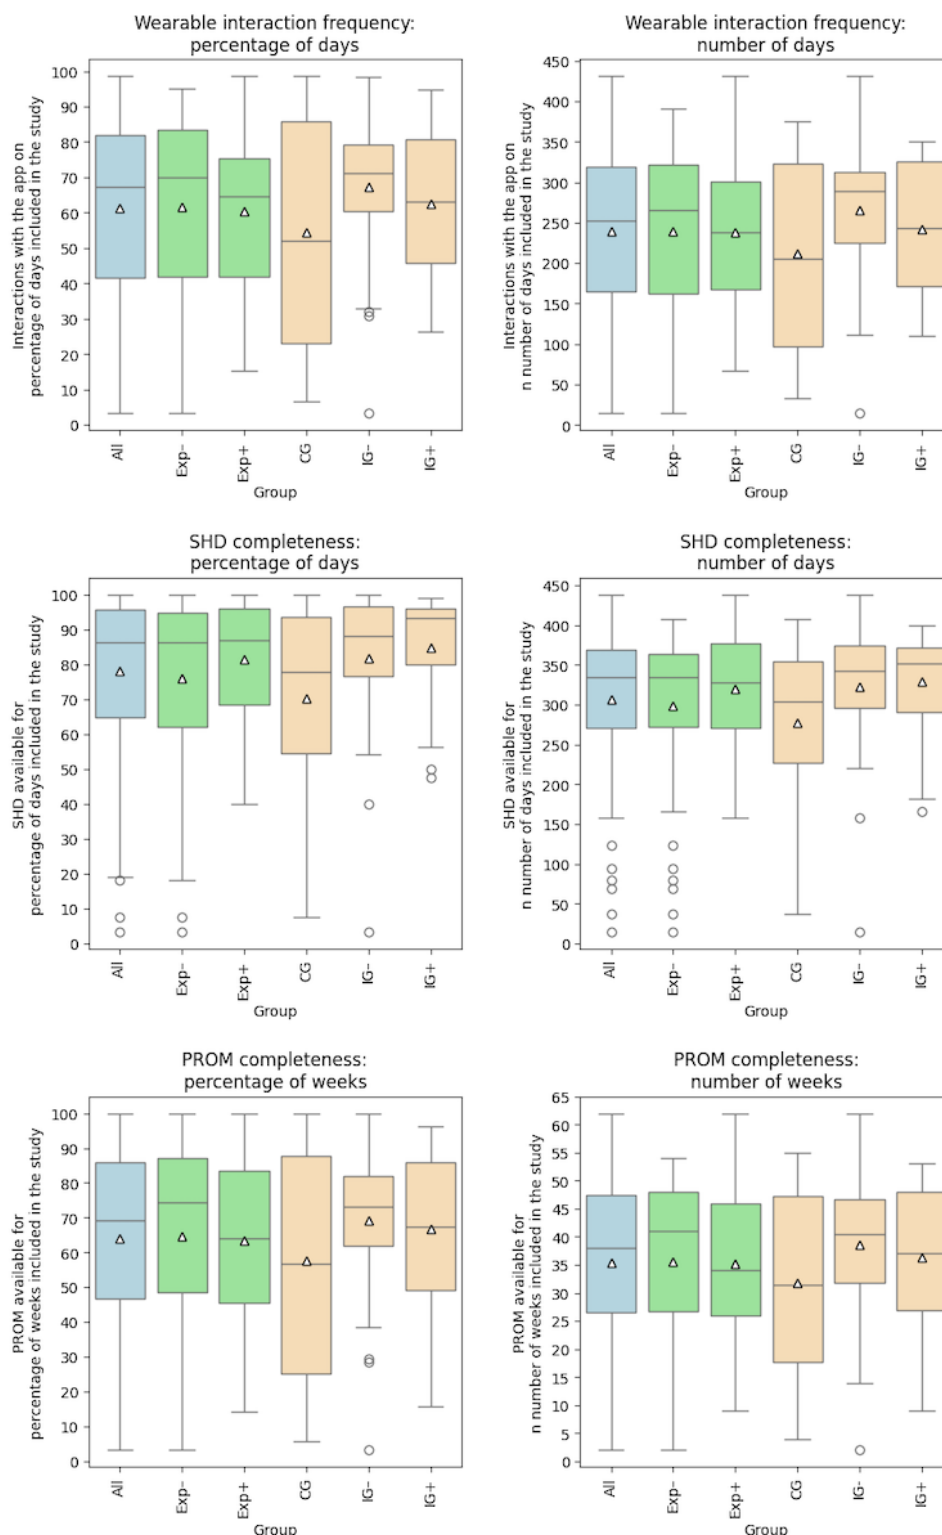 Wearable interaction frequency:
percentage of days
Interactions with the app on
percentage of days included in the study
100
90
80
70
60
50
40
30
20
10
0
All
Exp-
Exp+
CG
IG-
IG+
Group
Wearable interaction frequency:
number of days
Interactions with the app on
n number of days included in the study
450
400
350
300
250
200
150
100
50
0
All
Exp-
Exp+
CG
IG-
IG+
Group
SHD completeness:
percentage of days
SHD available for
percentage of days included in the study
100
90
80
70
60
50
40
30
20
10
0
All
Exp-
Exp+
CG
IG-
IG+
Group
SHD completeness:
number of days
SHD available for
n number of days included in the study
450
400
350
300
250
200
150
100
50
0
All
Exp-
Exp+
CG
IG-
IG+
Group
PROM completeness:
percentage of weeks
PROM available for
percentage of weeks included in the study
100
90
80
70
60
50
40
30
20
10
0
All
Exp-
Exp+
CG
IG-
IG+
Group
PROM completeness:
number of weeks
PROM available for
n number of weeks included in the study
65
60
55
50
45
40
35
30
25
20
15
10
5
0
All
Exp-
Exp+
CG
IG-
IG+
Group